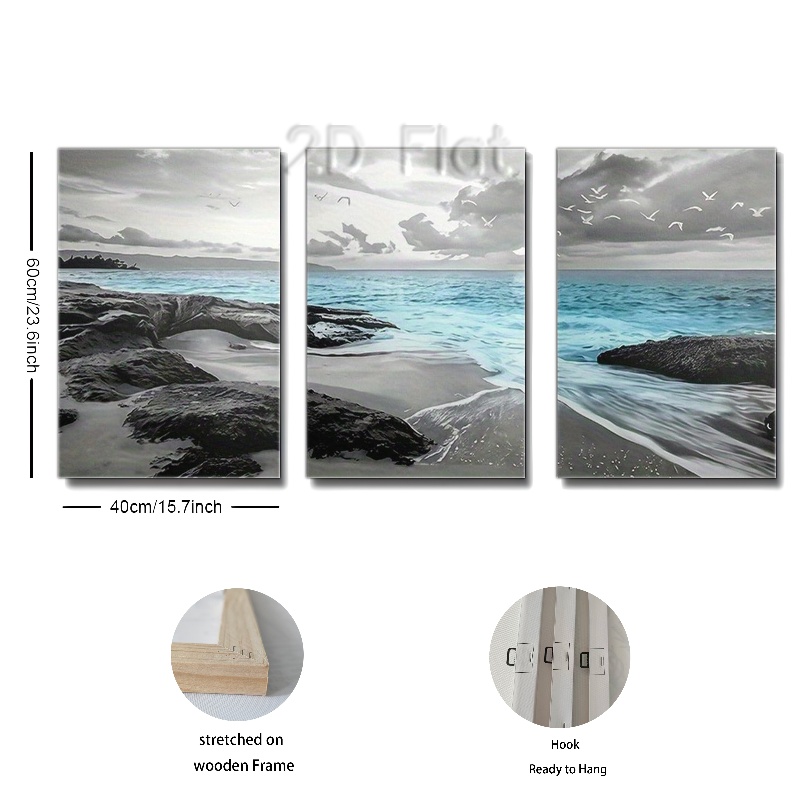 2D Flat
60cm/23.6inch
40cm/15.7inch
stretched on
wooden Frame
Hook
Ready to Hang